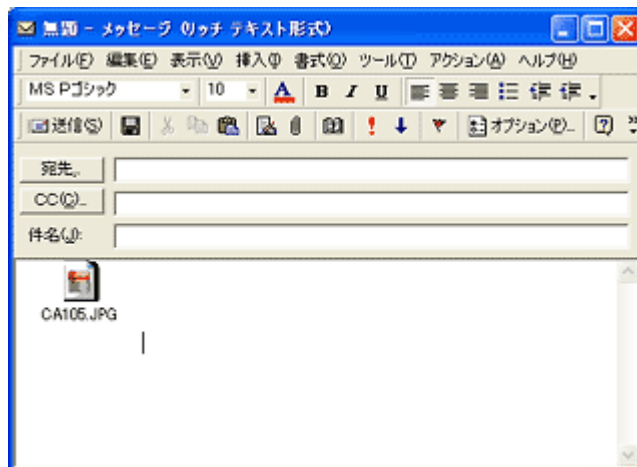 無題 - メッセージ (リッチ テキスト形式)
ファイル(F) 編集(E) 表示(V) 挿入(I) 書式(O) ツール(T) アクション(A) ヘルプ(H)
MS Pゴシック 10 A B I U
送信(S) オプション(P)...
宛先...
CC(C)...
件名(J):
CA105.JPG